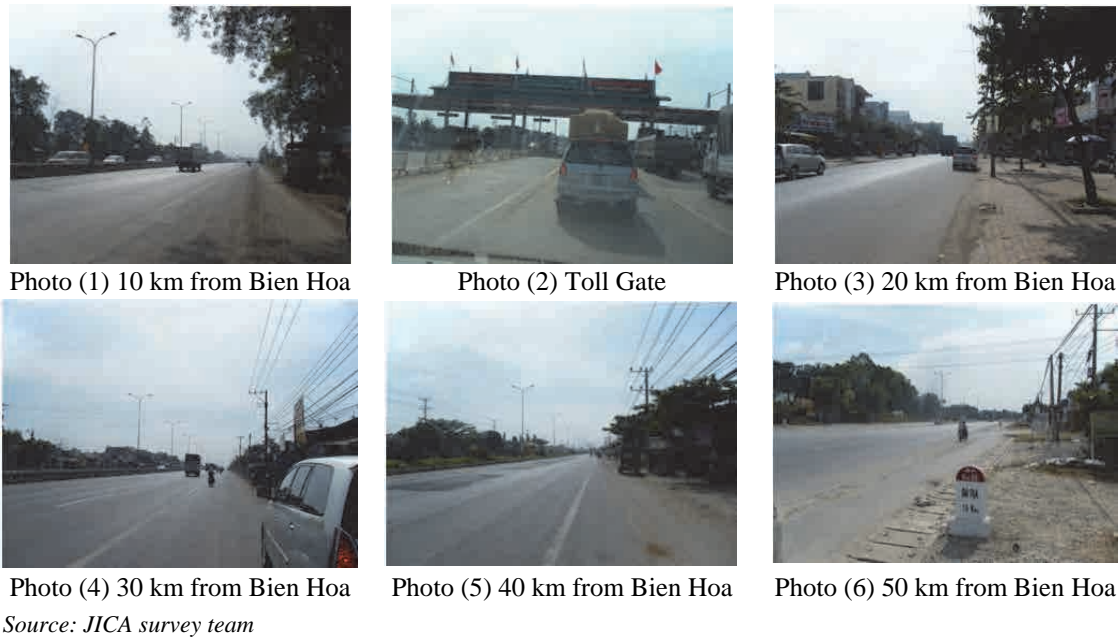 Photo (1) 10 km from Bien Hoa
Photo (2) Toll Gate
Photo (3) 20 km from Bien Hoa
Photo (4) 30 km from Bien Hoa
Photo (5) 40 km from Bien Hoa
Photo (6) 50 km from Bien Hoa
Source: JICA survey team